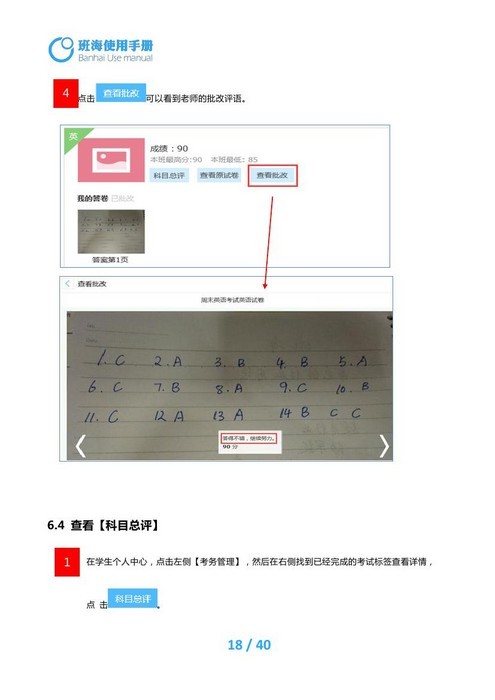 班海使用手册
Banhai Use manual
4 点击 查看批改 可以看到老师的批改评语。
英
成绩：90
本班最高分:90 本班最低：85
科目总评 查看原试卷 查看批改
我的答卷 已批改
答案第1页
查看批改
周末英语考试英语试卷
1. C 2. A 3. B 4. B 5. A
6. C 7. B 8. A 9. C 10. B
11. C 12 A 13 A 14 B C C
答得不错，继续努力。
90 分
6.4 查看【科目总评】
1 在学生个人中心，点击左侧【考务管理】，然后在右侧找到已经完成的考试标签查看详情，
点 击 科目总评 。
18 / 40